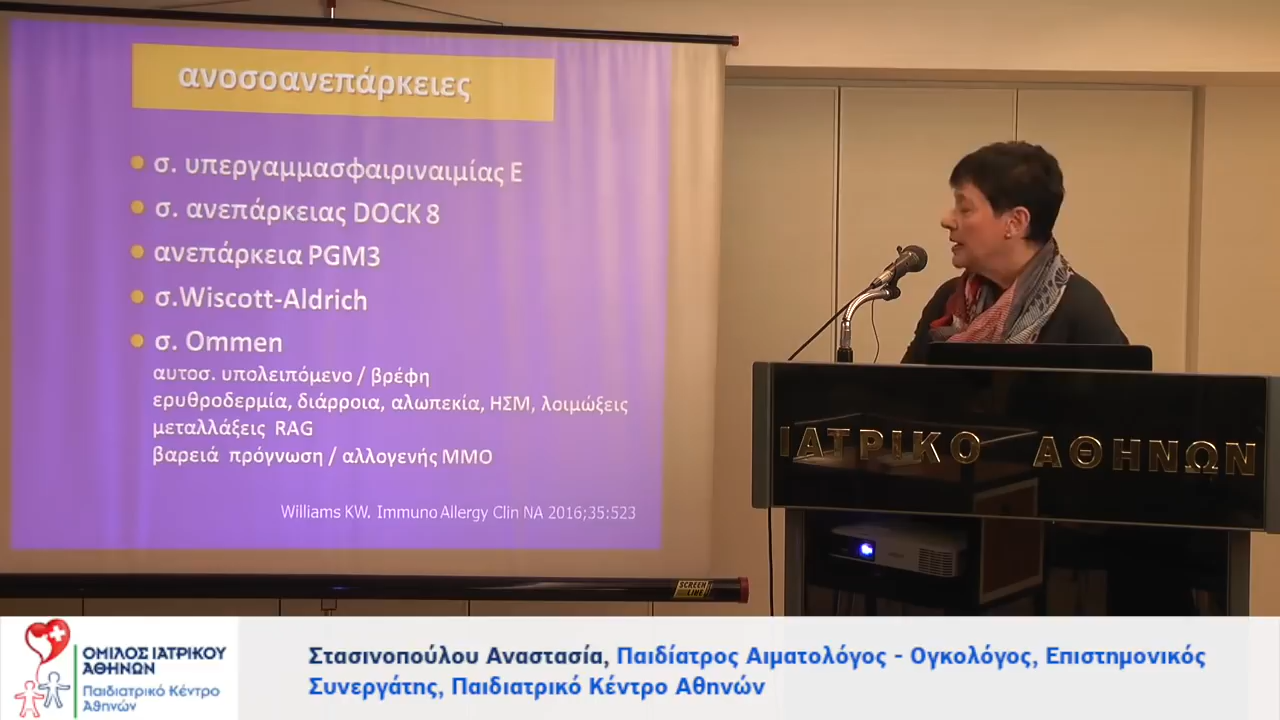 ανοσοανεπάρκειες
σ. υπεργαμμασφαιριναιμίας Ε
σ. ανεπάρκειας DOCK 8
ανεπάρκεια PGM3
σ.Wiscott-Aldrich
σ. Ommen
αυτοσ. υπολειπόμενο / βρέφη
ερυθροδερμία, διάρροια, αλωπεκία, ΗΣΜ, λοιμώξεις
μεταλλάξεις RAG
βαρειά πρόγνωση / αλλογενής ΜΜΟ
Williams KW. Immuno Allergy Clin NA 2016;35:523
SCREEN
LINE
ΙΑΤΡΙΚΟ ΑΘΗΝΩΝ
ΟΜΙΛΟΣ ΙΑΤΡΙΚΟΥ
ΑΘΗΝΩΝ
Παιδιατρικό Κέντρο
Αθηνών
Στασινοπούλου Αναστασία, Παιδίατρος Αιματολόγος - Ογκολόγος, Επιστημονικός
Συνεργάτης, Παιδιατρικό Κέντρο Αθηνών